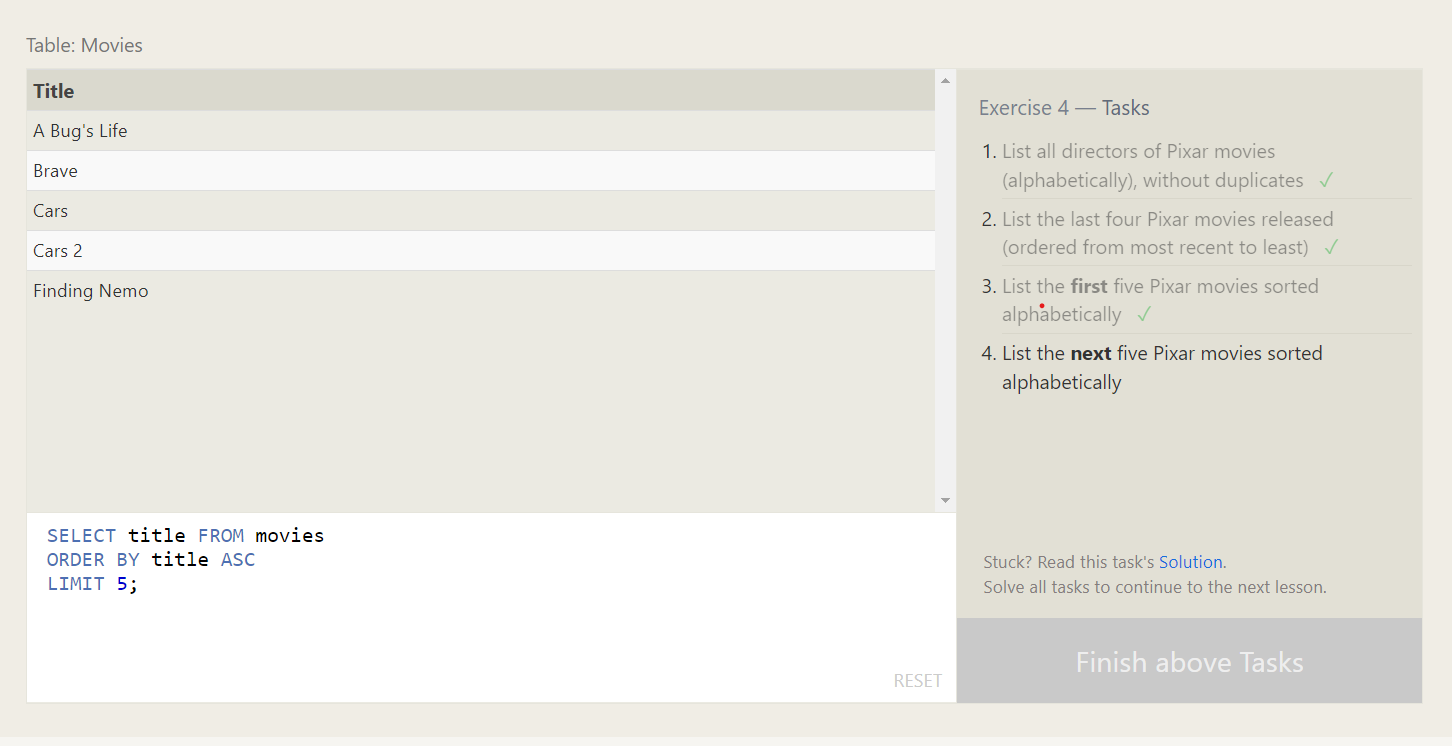 Table: Movies
Title
A Bug's Life
Brave
Cars
Cars 2
Finding Nemo
SELECT title FROM movies
ORDER BY title ASC
LIMIT 5;
RESET
Exercise 4 — Tasks
1. List all directors of Pixar movies
(alphabetically), without duplicates ✓
2. List the last four Pixar movies released
(ordered from most recent to least) ✓
3. List the first five Pixar movies sorted
alphabetically ✓
4. List the next five Pixar movies sorted
alphabetically
Stuck? Read this task's Solution.
Solve all tasks to continue to the next lesson.
Finish above Tasks